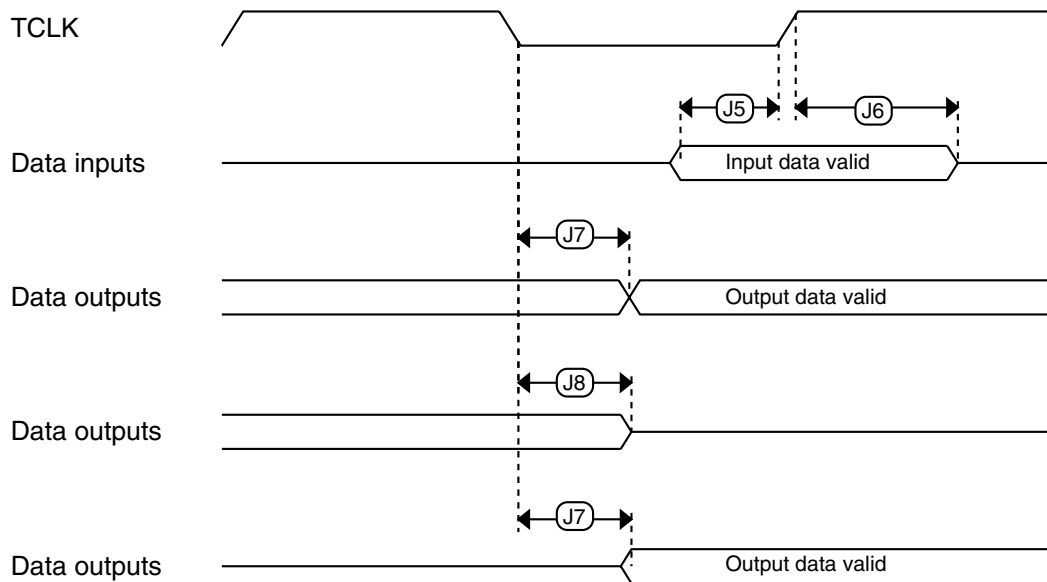 TCLK
J5
J6
Data inputs
Input data valid
J7
Data outputs
Output data valid
J8
Data outputs
J7
Data outputs
Output data valid